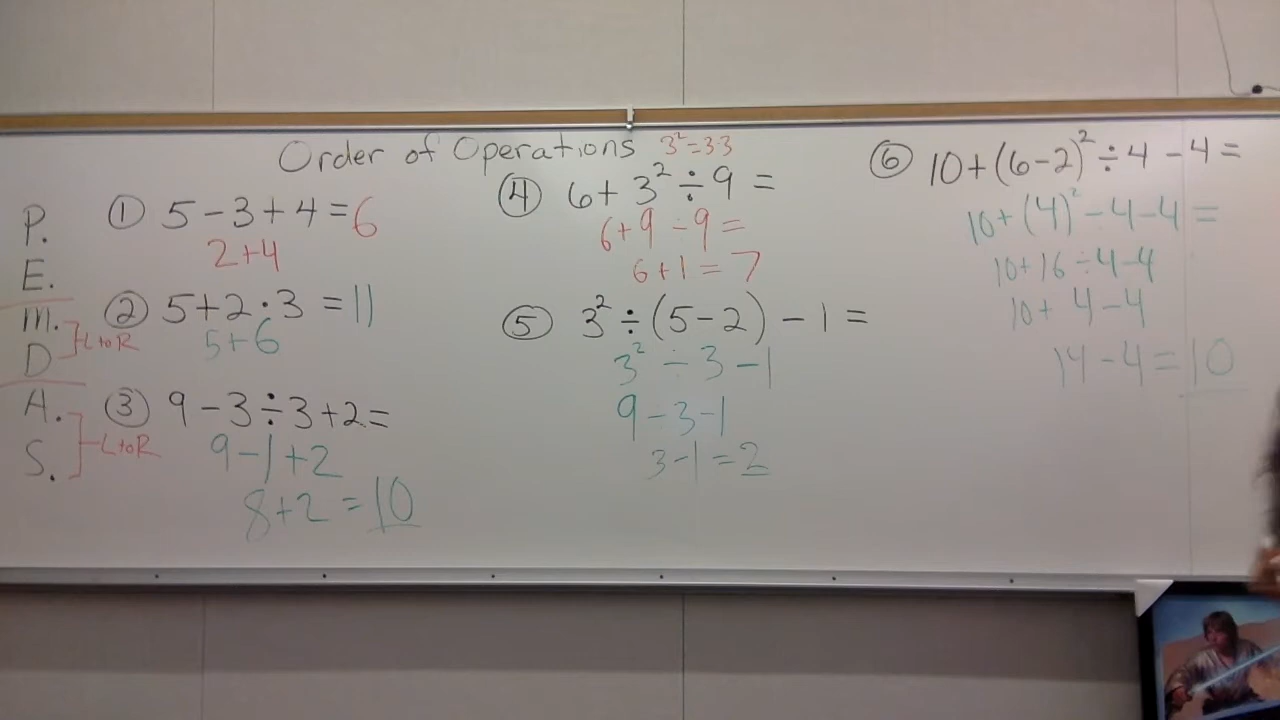 Order of Operations 3²=3·3
P.
E.
M.
D
L to R
A.
S.
L to R
① 5-3+4=6
2+4
② 5+2·3=11
5+6
③ 9-3÷3+2=
9-1+2
8+2=10
④ 6+3²÷9=
6+9÷9=
6+1=7
⑤ 3²÷(5-2)-1=
3²÷3-1
9÷3-1
3-1=2
⑥ 10+(6-2)²÷4-4=
10+(4)²÷4-4=
10+16÷4-4
10+4-4
14-4=10